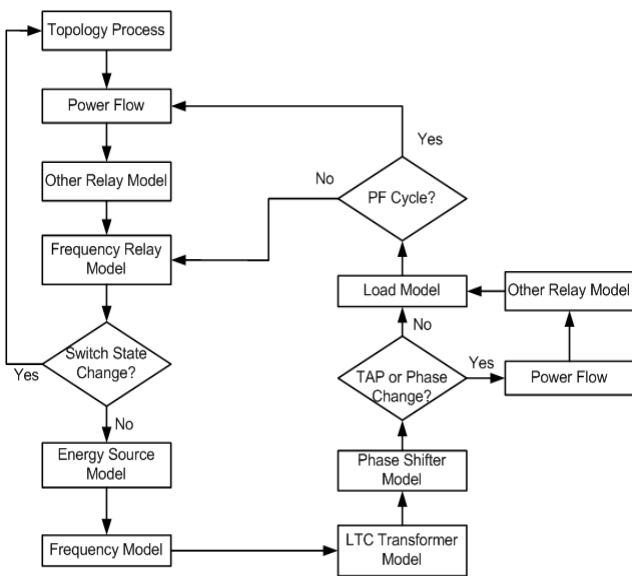 Topology Process
Power Flow
Other Relay Model
Frequency Relay
Model
Switch State
Change?
Yes
No
Energy Source
Model
Frequency Model
LTC Transformer
Model
Phase Shifter
Model
TAP or Phase
Change?
Yes
No
Power Flow
Other Relay Model
Load Model
PF Cycle?
Yes
No